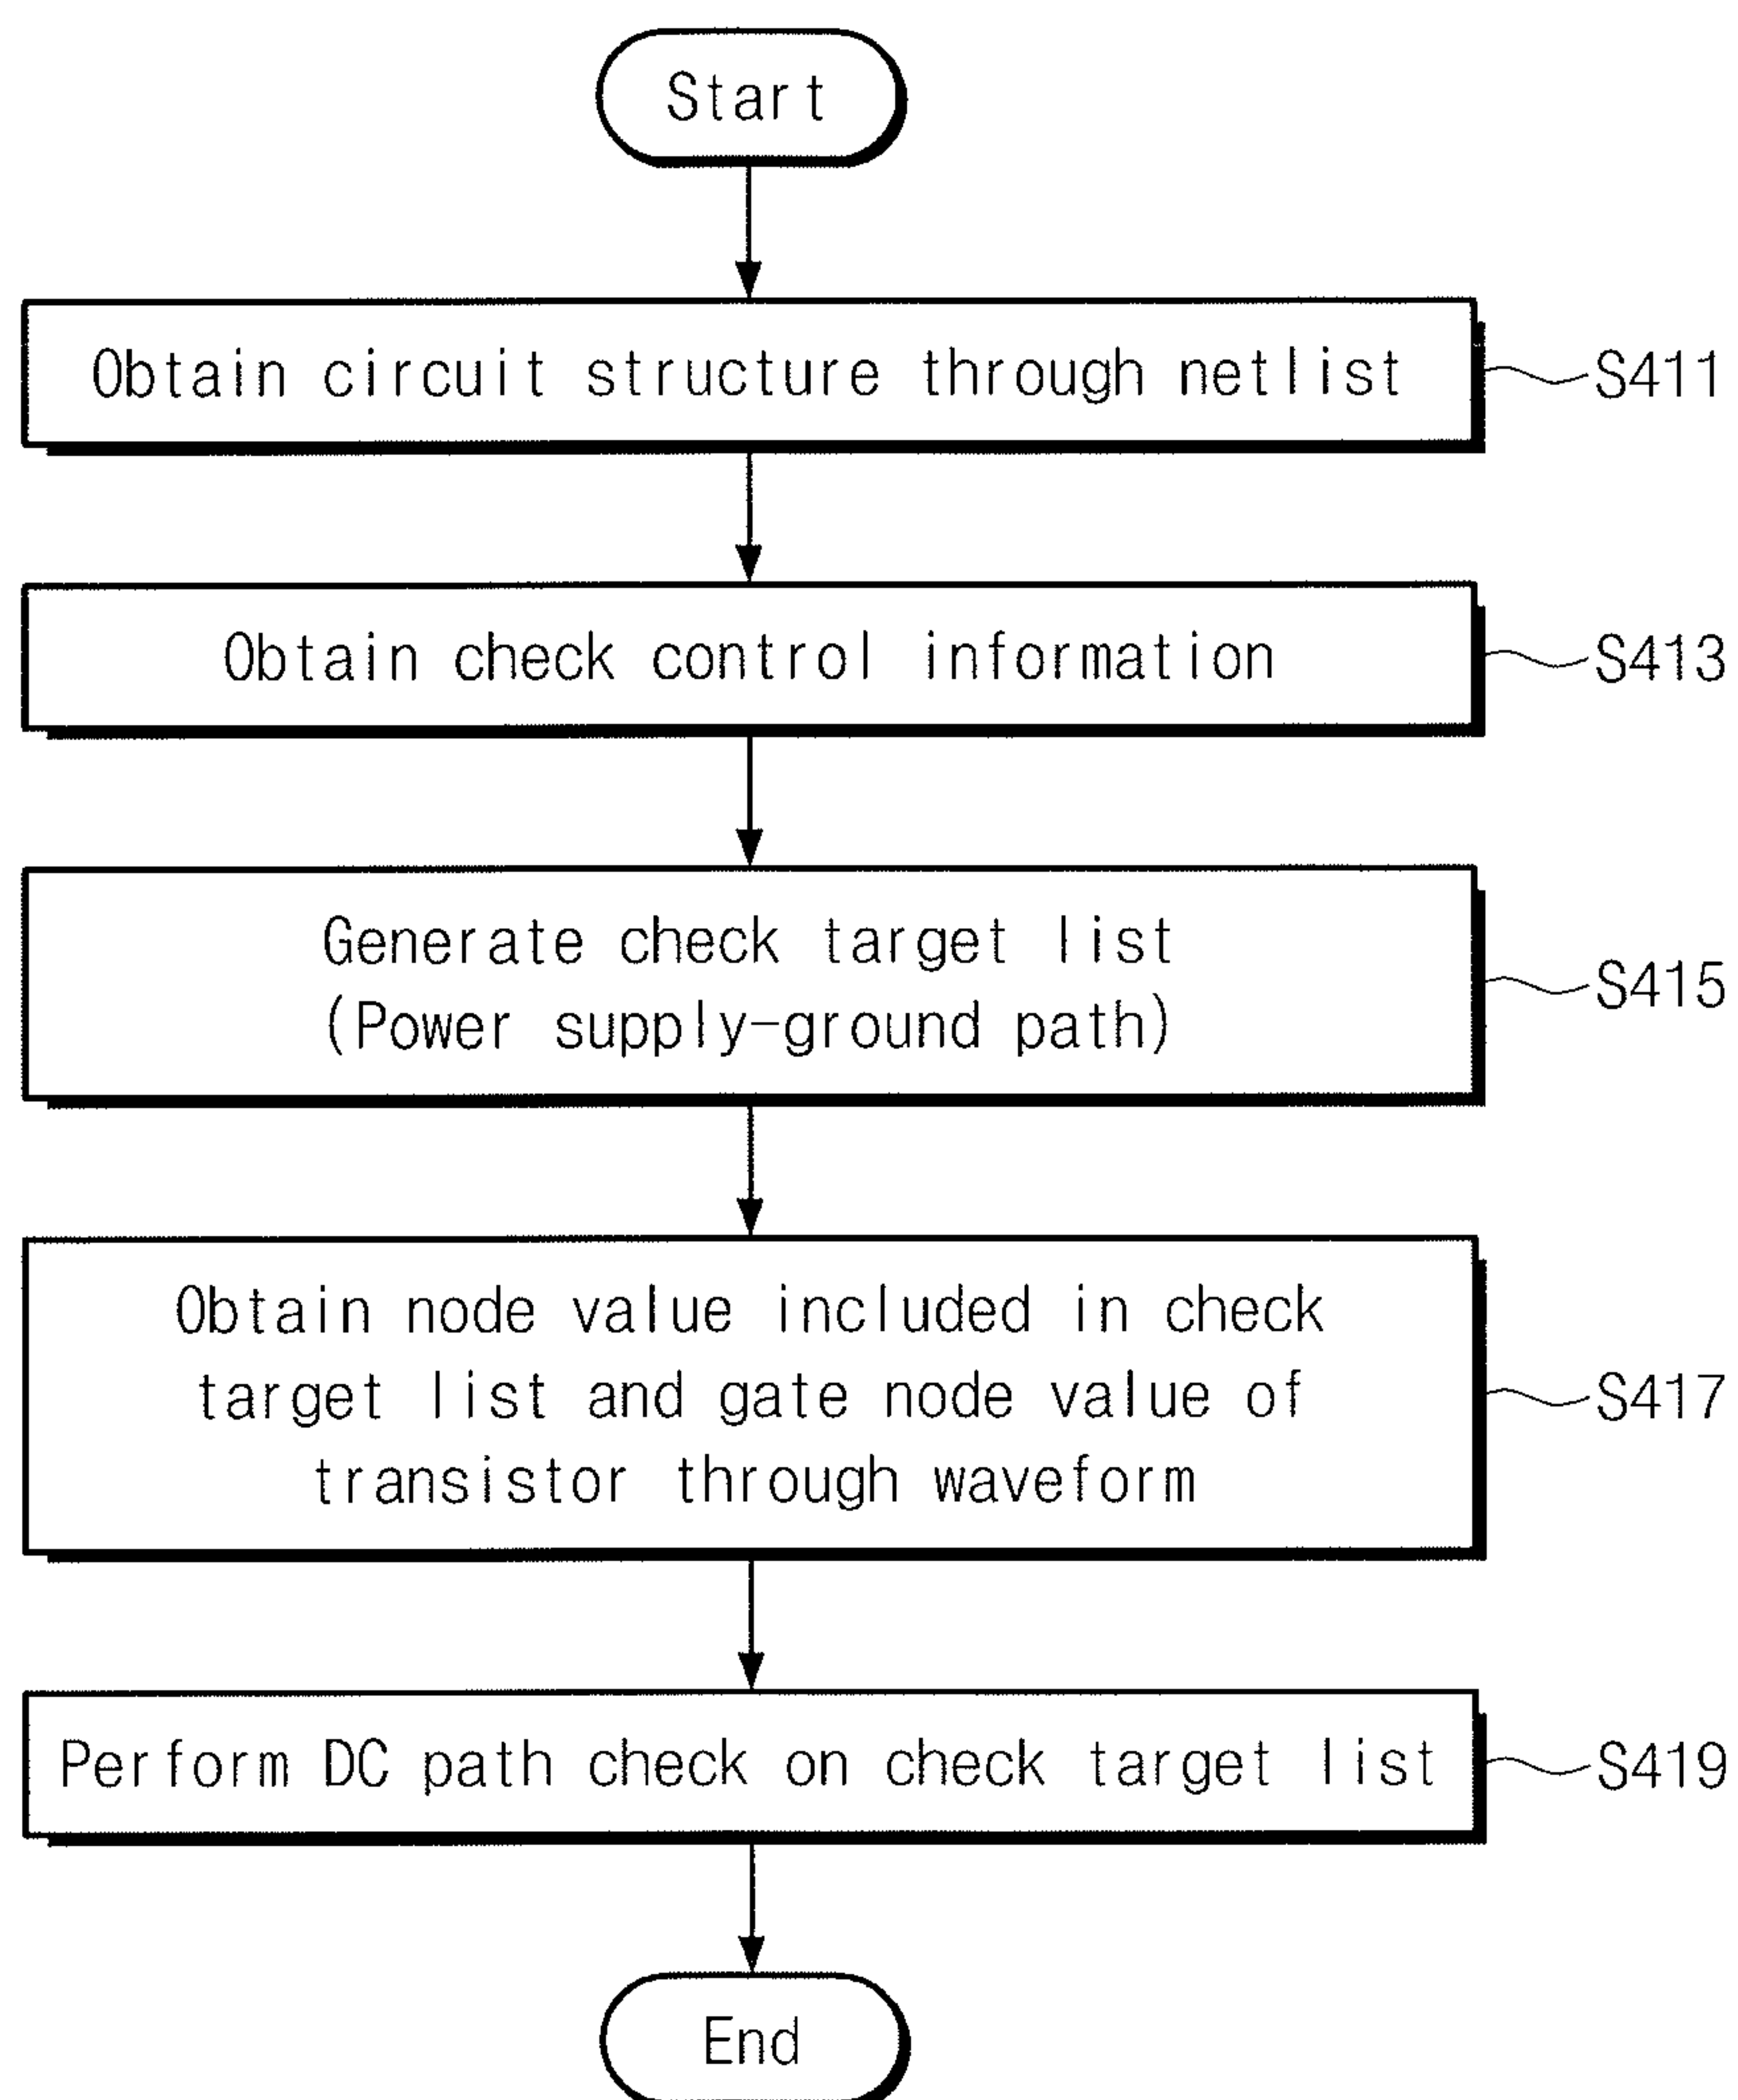 Start
Obtain circuit structure through netlist
S411
Obtain check control information
S413
Generate check target list
(Power supply-ground path)
S415
Obtain node value included in check
target list and gate node value of
transistor through waveform
S417
Perform DC path check on check target list
S419
End